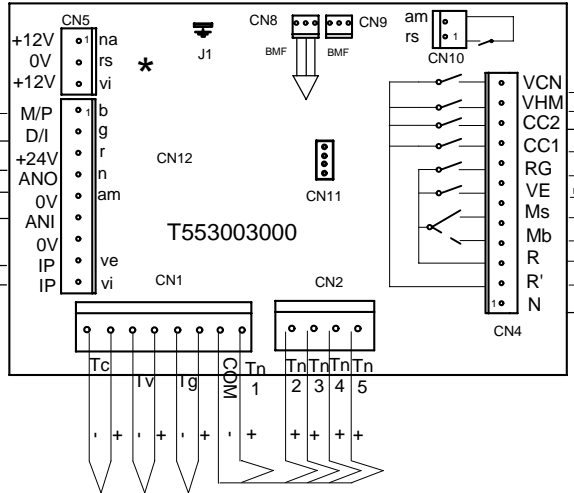 CN5
J1
CN8
CN9
BMF
BMF
am
rs
1
CN10
+12V 1 na
0V rs
+12V vi
*
M/P 1 b
D/I g
+24V r
ANO n
0V am
ANI
0V
IP ve
IP vi
CN12
CN11
T553003000
VCN
VHM
CC2
CC1
RG
VE
Ms
Mb
R
R'
1 N
CN4
CN1
CN2
Tc
Tv
Tg
COM
Tn 1
Tn 2
Tn 3
Tn 4
Tn 5
- + - + - + - + + + + +